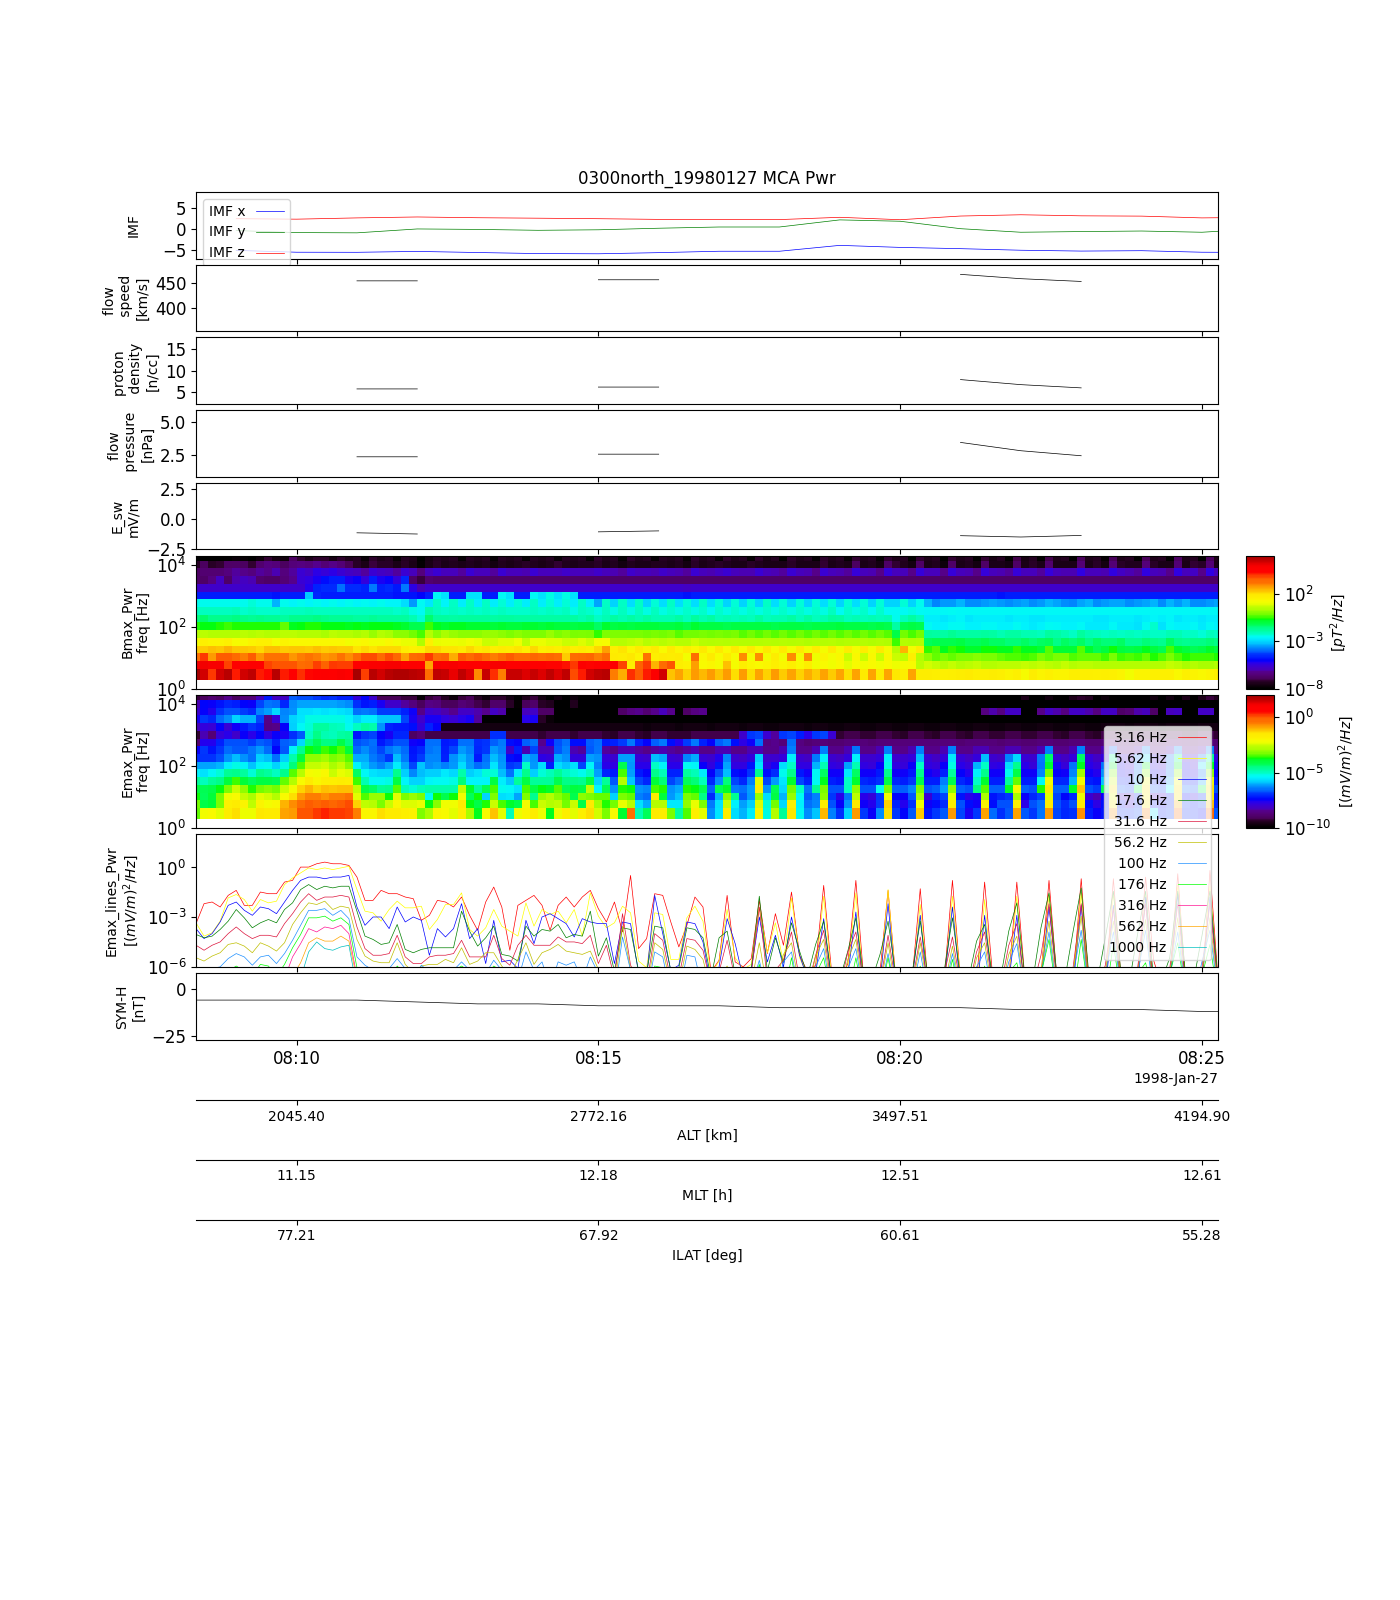 0300north_19980127 MCA Pwr
IMF
5
0
−5
IMF x
IMF y
IMF z
flow
speed
[km/s]
450
400
proton
density
[n/cc]
15
10
5
flow
pressure
[nPa]
5.0
2.5
E_sw
mV/m
2.5
0.0
−2.5
Bmax_Pwr
freq [Hz]
10^4
10^2
10^0
10^2
10^−3
10^−8
[pT^2/Hz]
Emax_Pwr
freq [Hz]
10^4
10^2
10^0
10^0
10^−5
10^−10
[(mV/m)^2/Hz]
3.16 Hz
5.62 Hz
10 Hz
17.6 Hz
31.6 Hz
56.2 Hz
100 Hz
176 Hz
316 Hz
562 Hz
1000 Hz
Emax_lines_Pwr
[(mV/m)^2/Hz]
10^0
10^−3
10^−6
SYM-H
[nT]
0
−25
08:10 08:15 08:20 08:25
1998-Jan-27
2045.40 2772.16 3497.51 4194.90
ALT [km]
11.15 12.18 12.51 12.61
MLT [h]
77.21 67.92 60.61 55.28
ILAT [deg]